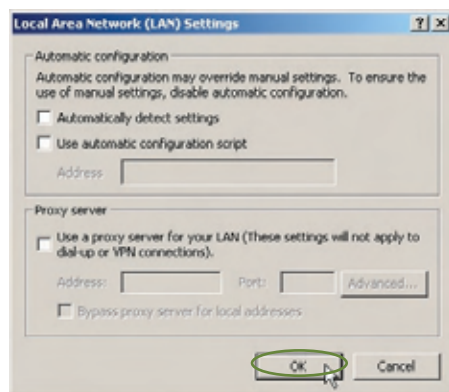 Local Area Network (LAN) Settings
Automatic configuration
Automatic configuration may override manual settings. To ensure the
use of manual settings, disable automatic configuration.
Automatically detect settings
Use automatic configuration script
Address
Proxy server
Use a proxy server for your LAN (These settings will not apply to
dial-up or VPN connections).
Address: Port: Advanced...
Bypass proxy server for local addresses
OK Cancel